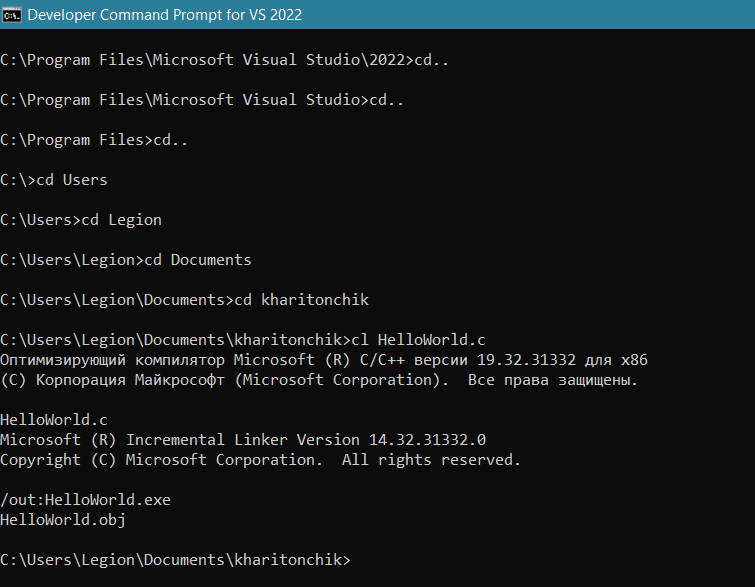 Developer Command Prompt for VS 2022
C:\Program Files\Microsoft Visual Studio\2022>cd..
C:\Program Files\Microsoft Visual Studio>cd..
C:\Program Files>cd..
C:\>cd Users
C:\Users>cd Legion
C:\Users\Legion>cd Documents
C:\Users\Legion\Documents>cd kharitonchik
C:\Users\Legion\Documents\kharitonchik>cl HelloWorld.c
Оптимизирующий компилятор Microsoft (R) C/C++ версии 19.32.31332 для x86
(C) Корпорация Майкрософт (Microsoft Corporation).  Все права защищены.
HelloWorld.c
Microsoft (R) Incremental Linker Version 14.32.31332.0
Copyright (C) Microsoft Corporation.  All rights reserved.
/out:HelloWorld.exe
HelloWorld.obj
C:\Users\Legion\Documents\kharitonchik>